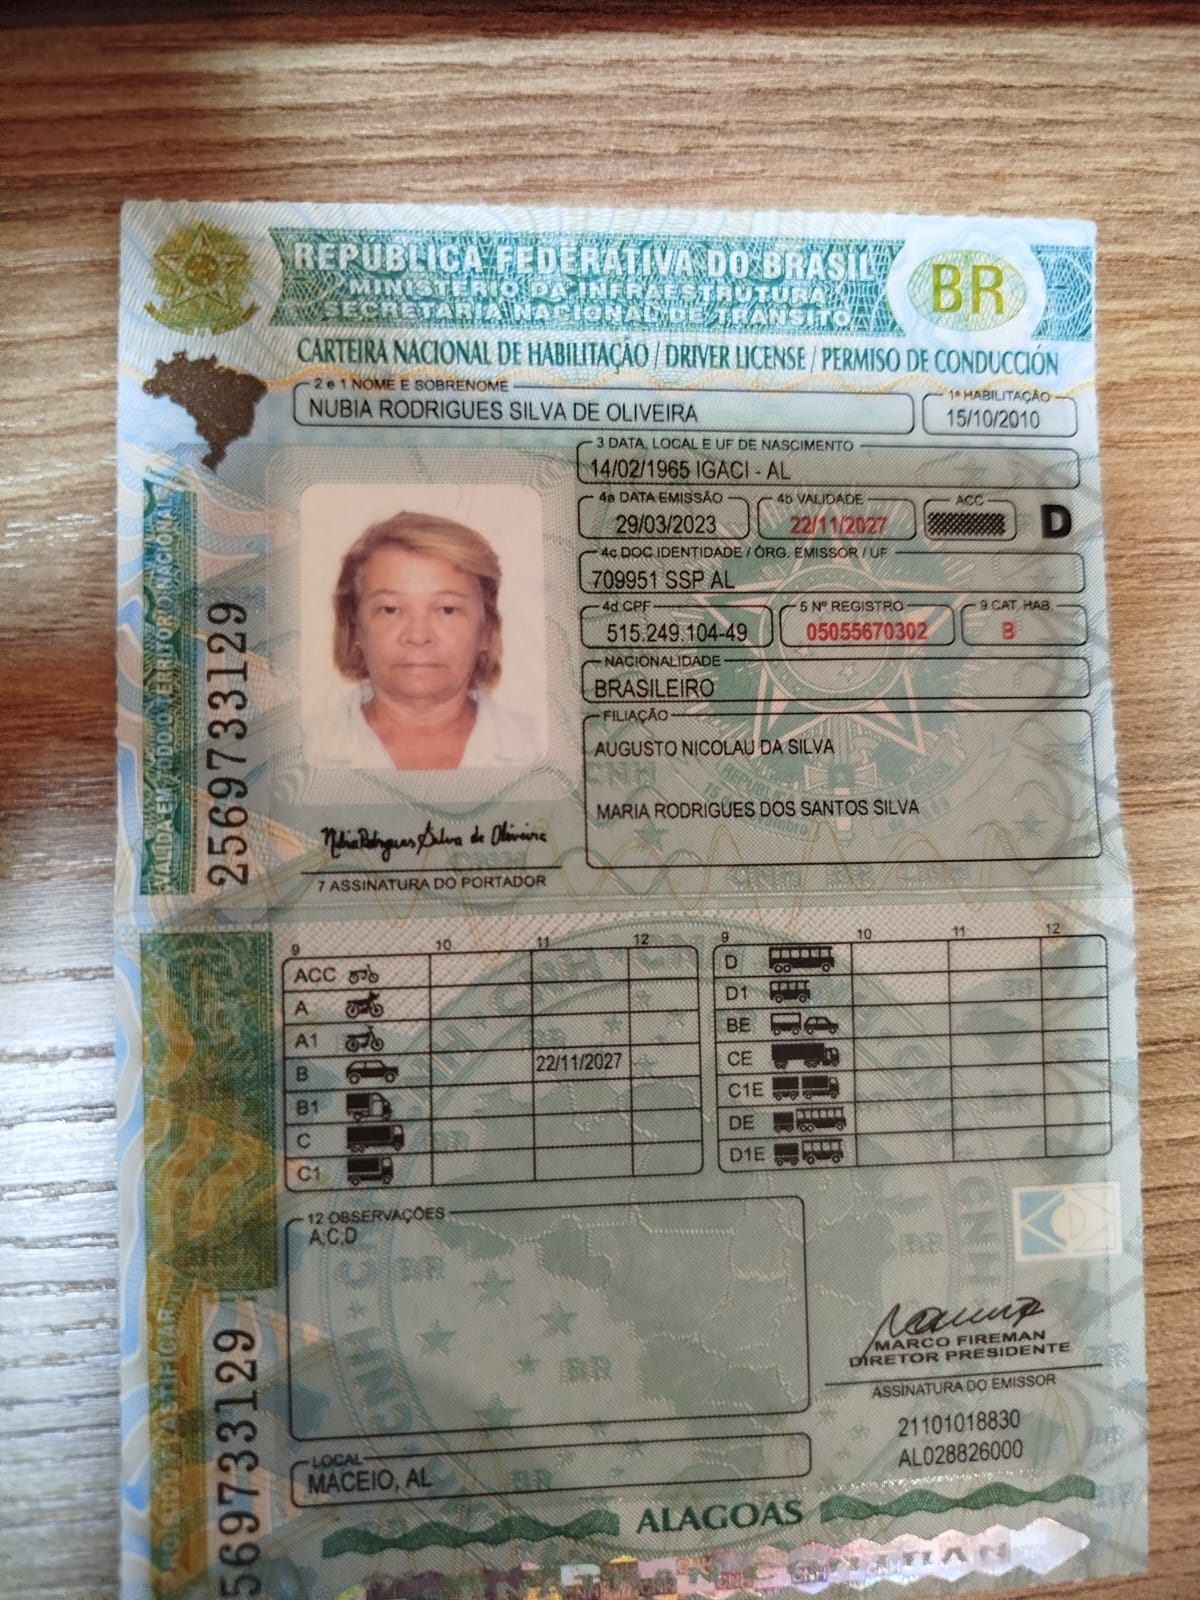 REPÚBLICA FEDERATIVA DO BRASIL
MINISTÉRIO DA INFRAESTRUTURA
SECRETARIA NACIONAL DE TRÂNSITO
BR
CARTEIRA NACIONAL DE HABILITAÇÃO / DRIVER LICENSE / PERMISO DE CONDUCCIÓN
2 e 1 NOME E SOBRENOME
NUBIA RODRIGUES SILVA DE OLIVEIRA
1ª HABILITAÇÃO
15/10/2010
3 DATA, LOCAL E UF DE NASCIMENTO
14/02/1965 IGACI - AL
4a DATA EMISSÃO
29/03/2023
4b VALIDADE
22/11/2027
ACC
D
4c DOC IDENTIDADE / ÓRG. EMISSOR / UF
709951 SSP AL
4d CPF
515.249.104-49
5 Nº REGISTRO
05055670302
9 CAT. HAB.
B
NACIONALIDADE
BRASILEIRO
FILIAÇÃO
AUGUSTO NICOLAU DA SILVA
MARIA RODRIGUES DOS SANTOS SILVA
VÁLIDA EM TODO O TERRITÓRIO NACIONAL
2569733129
Nubia Rodrigues Silva de Oliveira
7 ASSINATURA DO PORTADOR
9 10 11 12
ACC
A
A1
B 22/11/2027
B1
C
C1
9 10 11 12
D
D1
BE
CE
C1E
DE
D1E
12 OBSERVAÇÕES
A,C,D
MARCO FIREMAN
DIRETOR PRESIDENTE
ASSINATURA DO EMISSOR
21101018830
AL028826000
LOCAL
MACEIO, AL
569733129
ALAGOAS